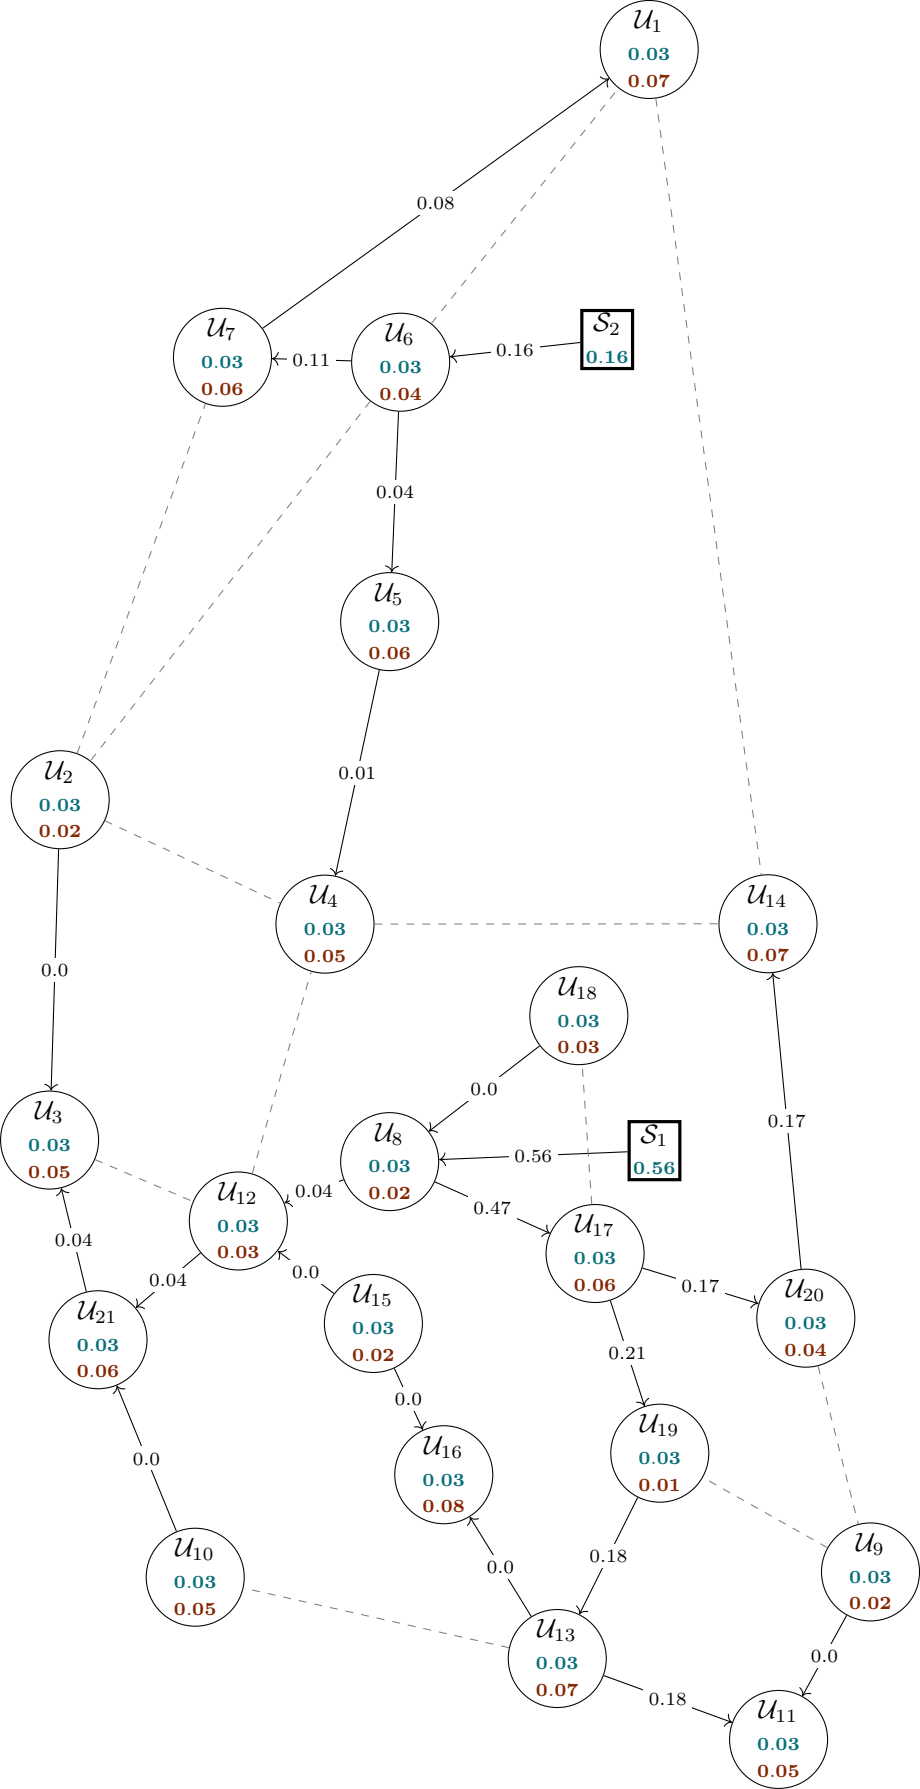 𝒰₁
0.03
0.07
0.08
𝒰₇
0.03
0.06
0.11
𝒰₆
0.03
0.04
0.16
𝒮₂
0.16
0.04
𝒰₅
0.03
0.06
0.01
𝒰₂
0.03
0.02
𝒰₄
0.03
0.05
𝒰₁₄
0.03
0.07
0.0
𝒰₁₈
0.03
0.03
0.0
0.17
𝒰₃
0.03
0.05
𝒰₈
0.03
0.02
0.56
𝒮₁
0.56
𝒰₁₂
0.03
0.03
0.04
0.47
𝒰₁₇
0.03
0.06
0.04
0.04
0.0
0.17
𝒰₂₁
0.03
0.06
𝒰₁₅
0.03
0.02
𝒰₂₀
0.03
0.04
0.21
0.0
𝒰₁₆
0.03
0.08
𝒰₁₉
0.03
0.01
0.0
𝒰₁₀
0.03
0.05
0.0
0.18
𝒰₉
0.03
0.02
𝒰₁₃
0.03
0.07
0.0
0.18
𝒰₁₁
0.03
0.05